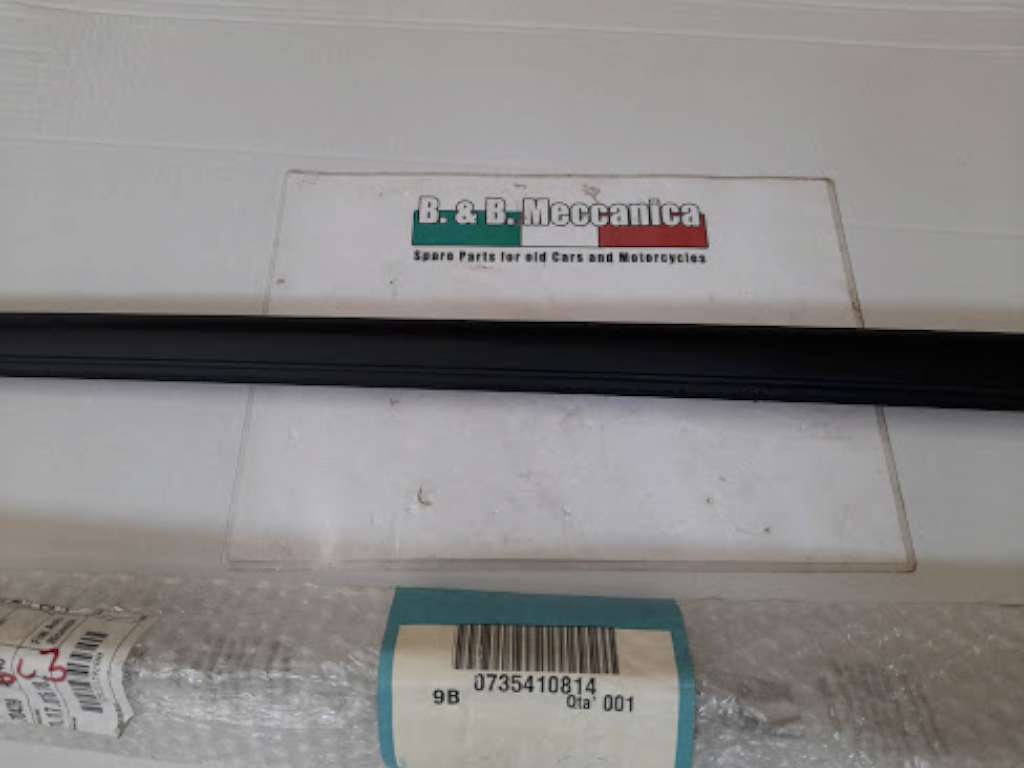 B. & B. Meccanica
Spare Parts for old Cars and Motorcycles
0735410814
9B
Qta' 001